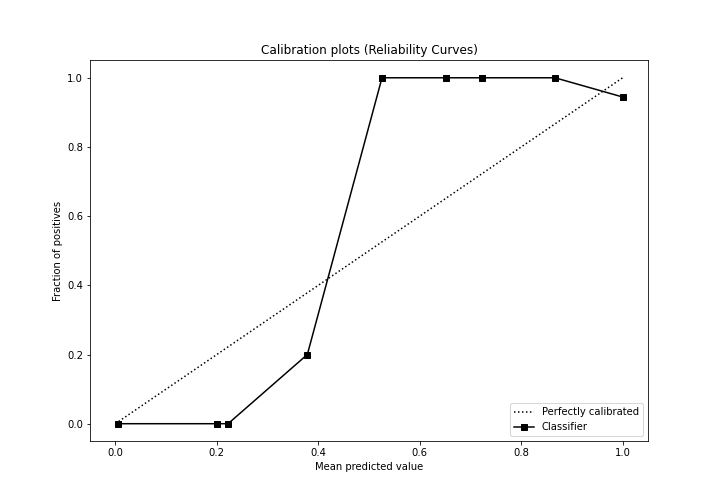 Calibration plots (Reliability Curves)
1.0
0.8
0.6
0.4
0.2
0.0
Fraction of positives
Perfectly calibrated
Classifier
0.0 0.2 0.4 0.6 0.8 1.0
Mean predicted value